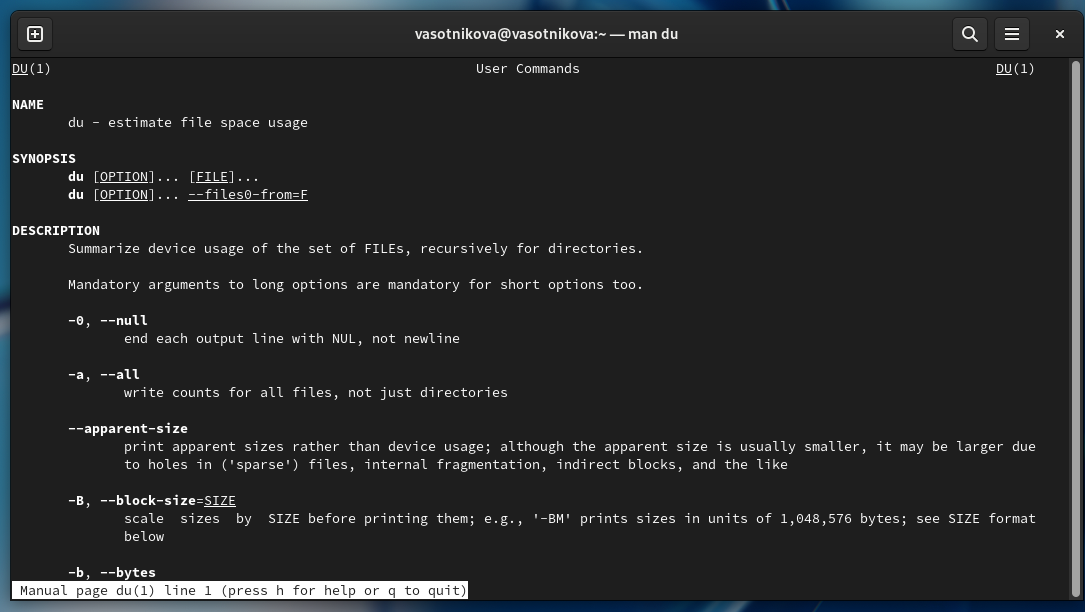 vasotnikova@vasotnikova:~ — man du
DU(1) User Commands DU(1)
NAME
du - estimate file space usage
SYNOPSIS
du [OPTION]... [FILE]...
du [OPTION]... --files0-from=F
DESCRIPTION
Summarize device usage of the set of FILEs, recursively for directories.
Mandatory arguments to long options are mandatory for short options too.
-0, --null
end each output line with NUL, not newline
-a, --all
write counts for all files, not just directories
--apparent-size
print apparent sizes rather than device usage; although the apparent size is usually smaller, it may be larger due
to holes in ('sparse') files, internal fragmentation, indirect blocks, and the like
-B, --block-size=SIZE
scale sizes by SIZE before printing them; e.g., '-BM' prints sizes in units of 1,048,576 bytes; see SIZE format
below
-b, --bytes
Manual page du(1) line 1 (press h for help or q to quit)